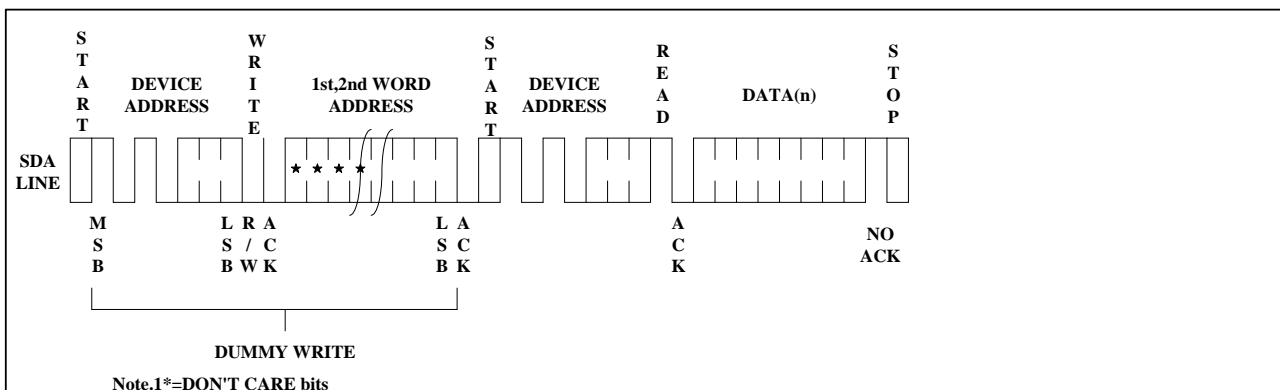 START
DEVICE ADDRESS
WRITE
1st,2nd WORD ADDRESS
START
DEVICE ADDRESS
READ
DATA(n)
STOP
SDA LINE
★ ★ ★ ★
MSB
LSB
R/W
ACK
LSB
ACK
ACK
NO ACK
DUMMY WRITE
Note.1*=DON'T CARE bits